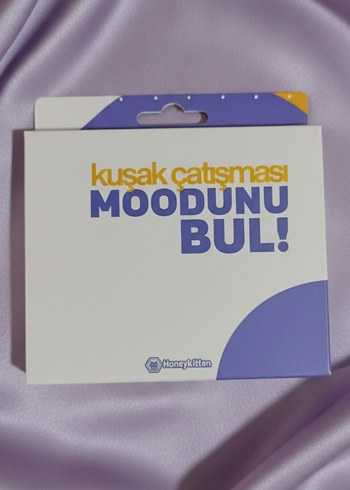 kuşak çatışması
MOODUNU
BUL!
Honeykitten